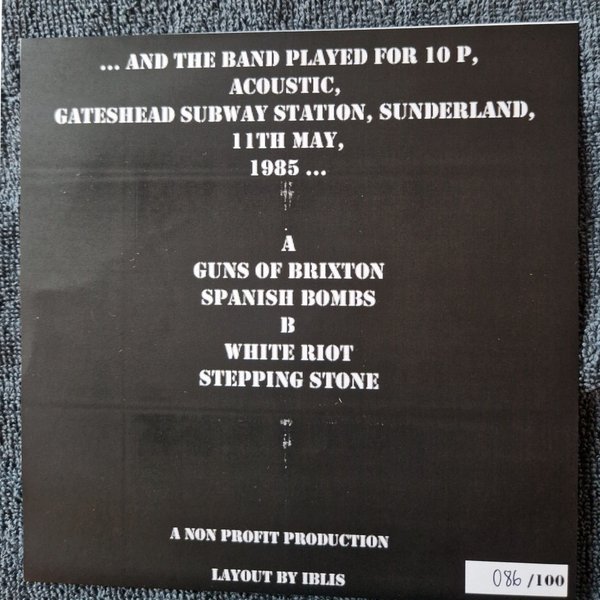 ... AND THE BAND PLAYED FOR 10 P,
ACOUSTIC,
GATESHEAD SUBWAY STATION, SUNDERLAND,
11TH MAY,
1985 ...
A
GUNS OF BRIXTON
SPANISH BOMBS
B
WHITE RIOT
STEPPING STONE
A NON PROFIT PRODUCTION
LAYOUT BY IBLIS
086 /100